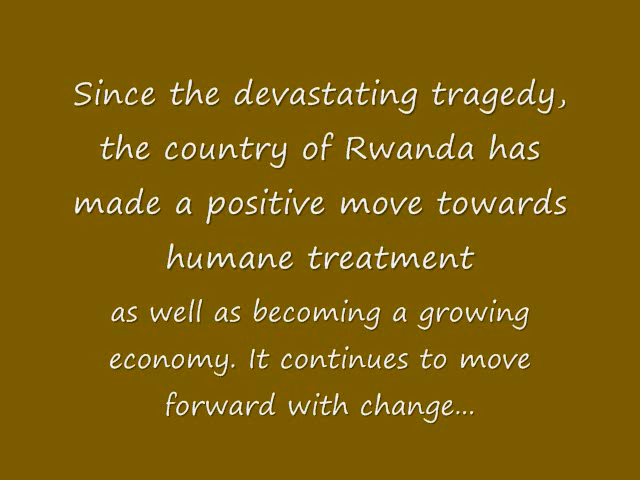 Since the devastating tragedy,
the country of Rwanda has
made a positive move towards
humane treatment
as well as becoming a growing
economy. It continues to move
forward with change...